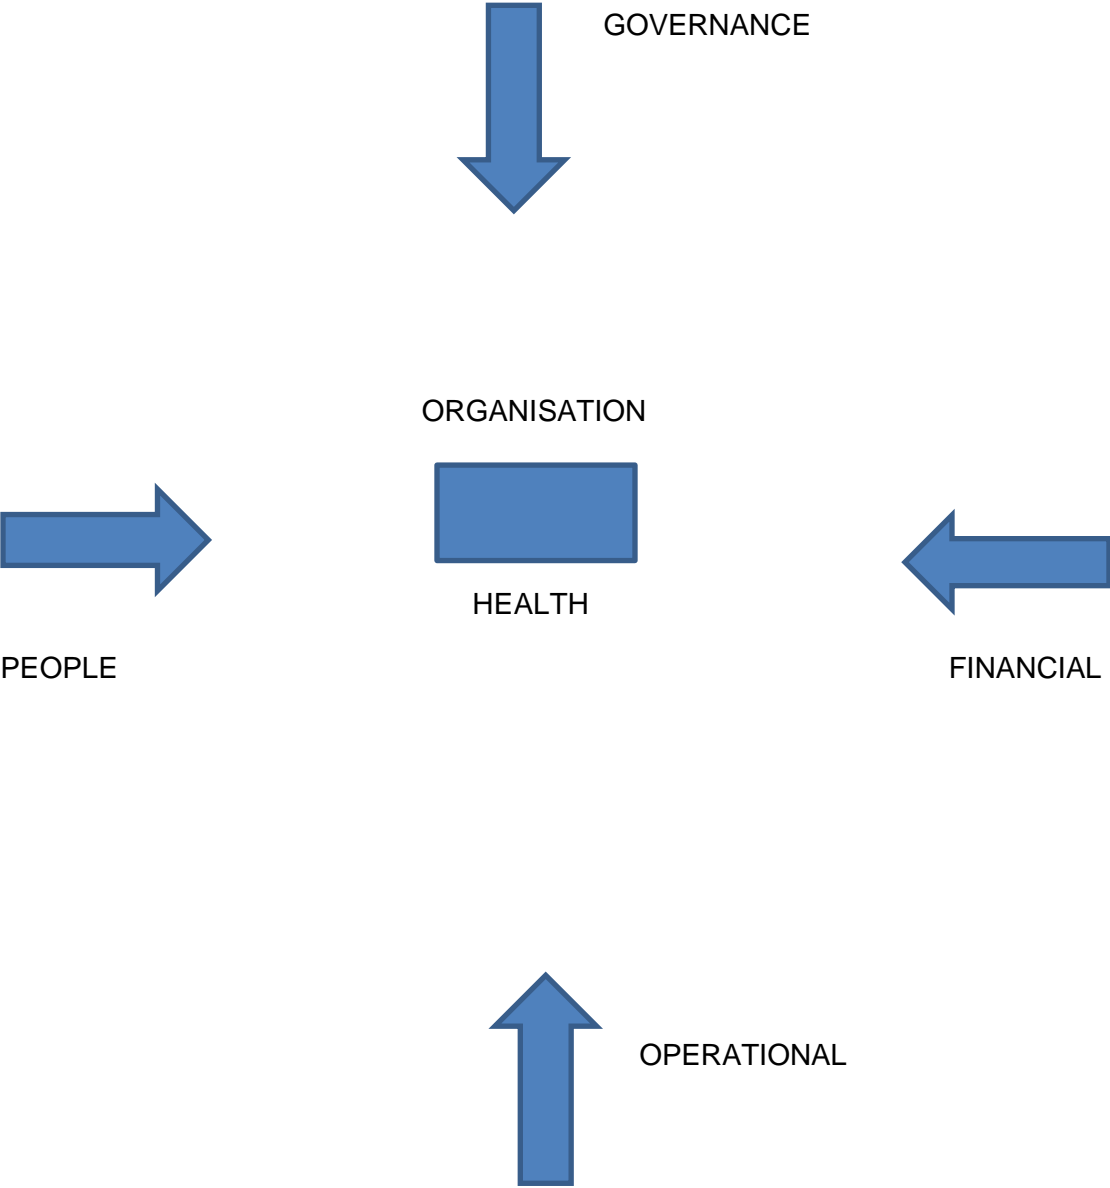 GOVERNANCE
ORGANISATION
HEALTH
PEOPLE
FINANCIAL
OPERATIONAL